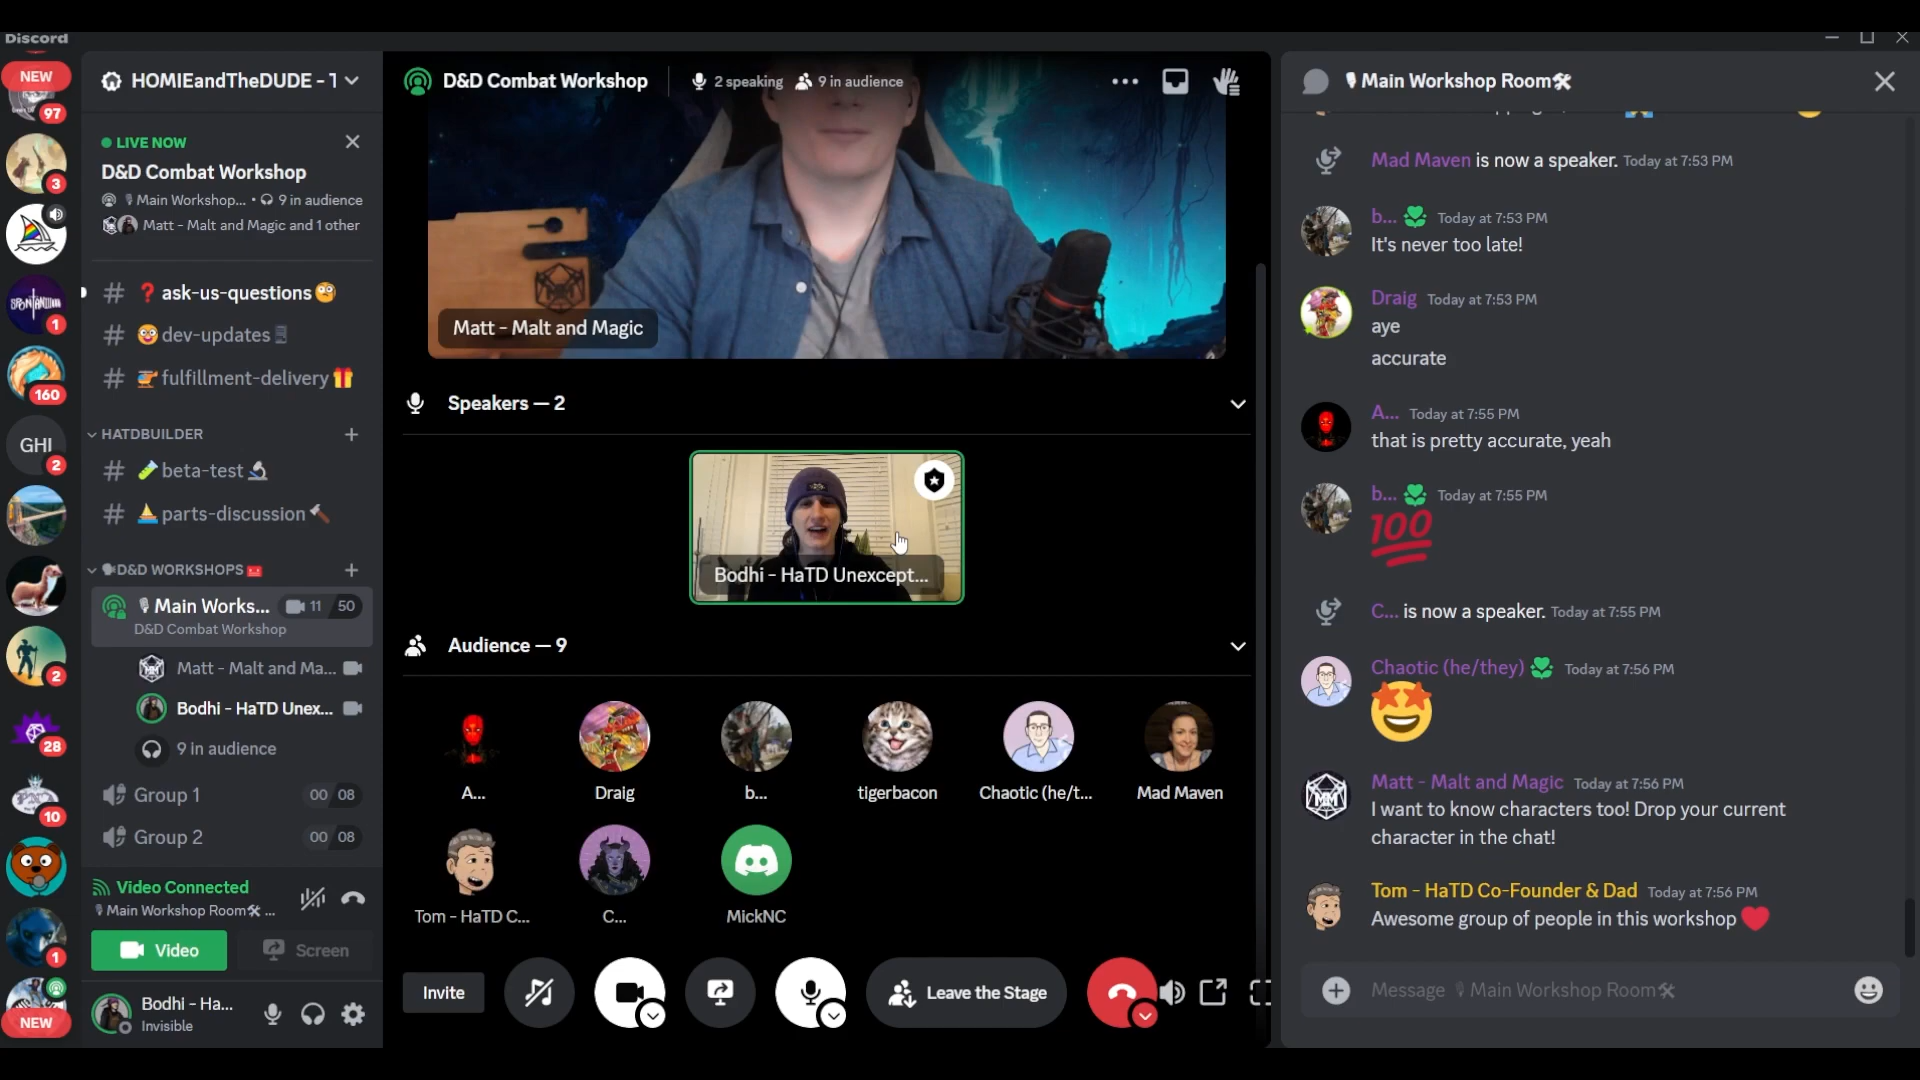 Discord
NEW
97
3
1
160
GHI
2
2
28
10
1
NEW
HOMIEandTheDUDE - T
LIVE NOW
D&D Combat Workshop
Main Workshop... • 9 in audience
Matt - Malt and Magic and 1 other
# ❓ask-us-questions🧐
# dev-updates
# fulfillment-delivery🎁
HATDBUILDER
# 🧪beta-test🔬
# ⛵parts-discussion🔨
D&D WORKSHOPS
🎙Main Works... 11 50
D&D Combat Workshop
Matt - Malt and Ma...
Bodhi - HaTD Unex...
9 in audience
Group 1 00 08
Group 2 00 08
Video Connected
🎙Main Workshop Room🛠 ...
Video Screen
Bodhi - Ha...
Invisible
D&D Combat Workshop 2 speaking 9 in audience
Matt - Malt and Magic
Speakers — 2
Bodhi - HaTD Unexcept...
Audience — 9
A... Draig b... tigerbacon Chaotic (he/t... Mad Maven
Tom - HaTD C... C... MickNC
Invite Leave the Stage
🎙Main Workshop Room🛠
Mad Maven is now a speaker. Today at 7:53 PM
b... Today at 7:53 PM
It's never too late!
Draig Today at 7:53 PM
aye
accurate
A... Today at 7:55 PM
that is pretty accurate, yeah
b... Today at 7:55 PM
💯
C... is now a speaker. Today at 7:55 PM
Chaotic (he/they) Today at 7:56 PM
🤩
Matt - Malt and Magic Today at 7:56 PM
I want to know characters too! Drop your current
character in the chat!
Tom - HaTD Co-Founder & Dad Today at 7:56 PM
Awesome group of people in this workshop❤️
Message 🎙Main Workshop Room🛠